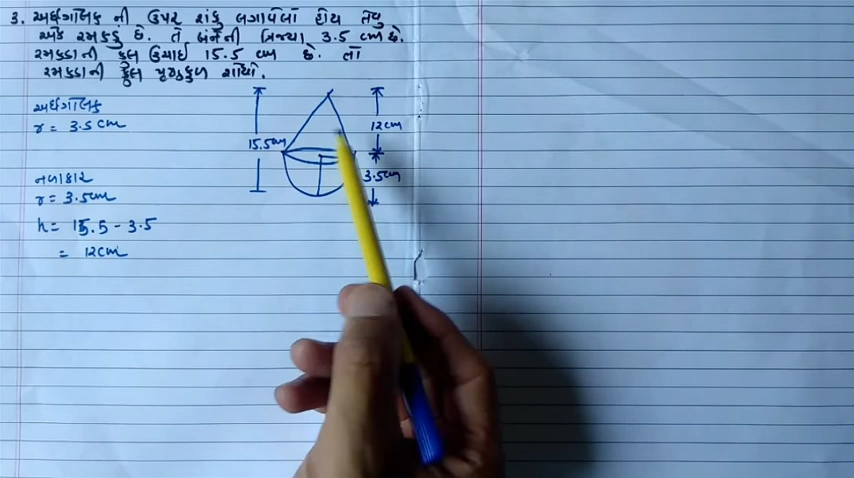 3. અર્ધગોલક ની ઉપર શંકુ લગાવેલો હોય તેવુ
એક રમકડું છે. તે બંનેની ત્રિજ્યા 3.5 cm છે.
રમકડાની કુલ ઉંચાઈ 15.5 cm છે. તો
રમકડાની કુલ પૃષ્ઠફળ શોધો.
અર્ધગોલક
r = 3.5 cm
નળાકાર
r = 3.5cm
h = 15.5 - 3.5
= 12cm
15.5cm
12cm
3.5cm